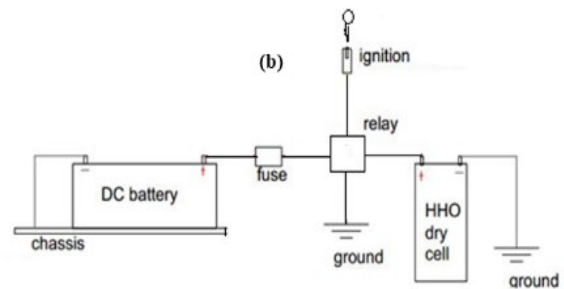 (b)
ignition
relay
fuse
DC battery
chassis
ground
HHO
dry
cell
ground